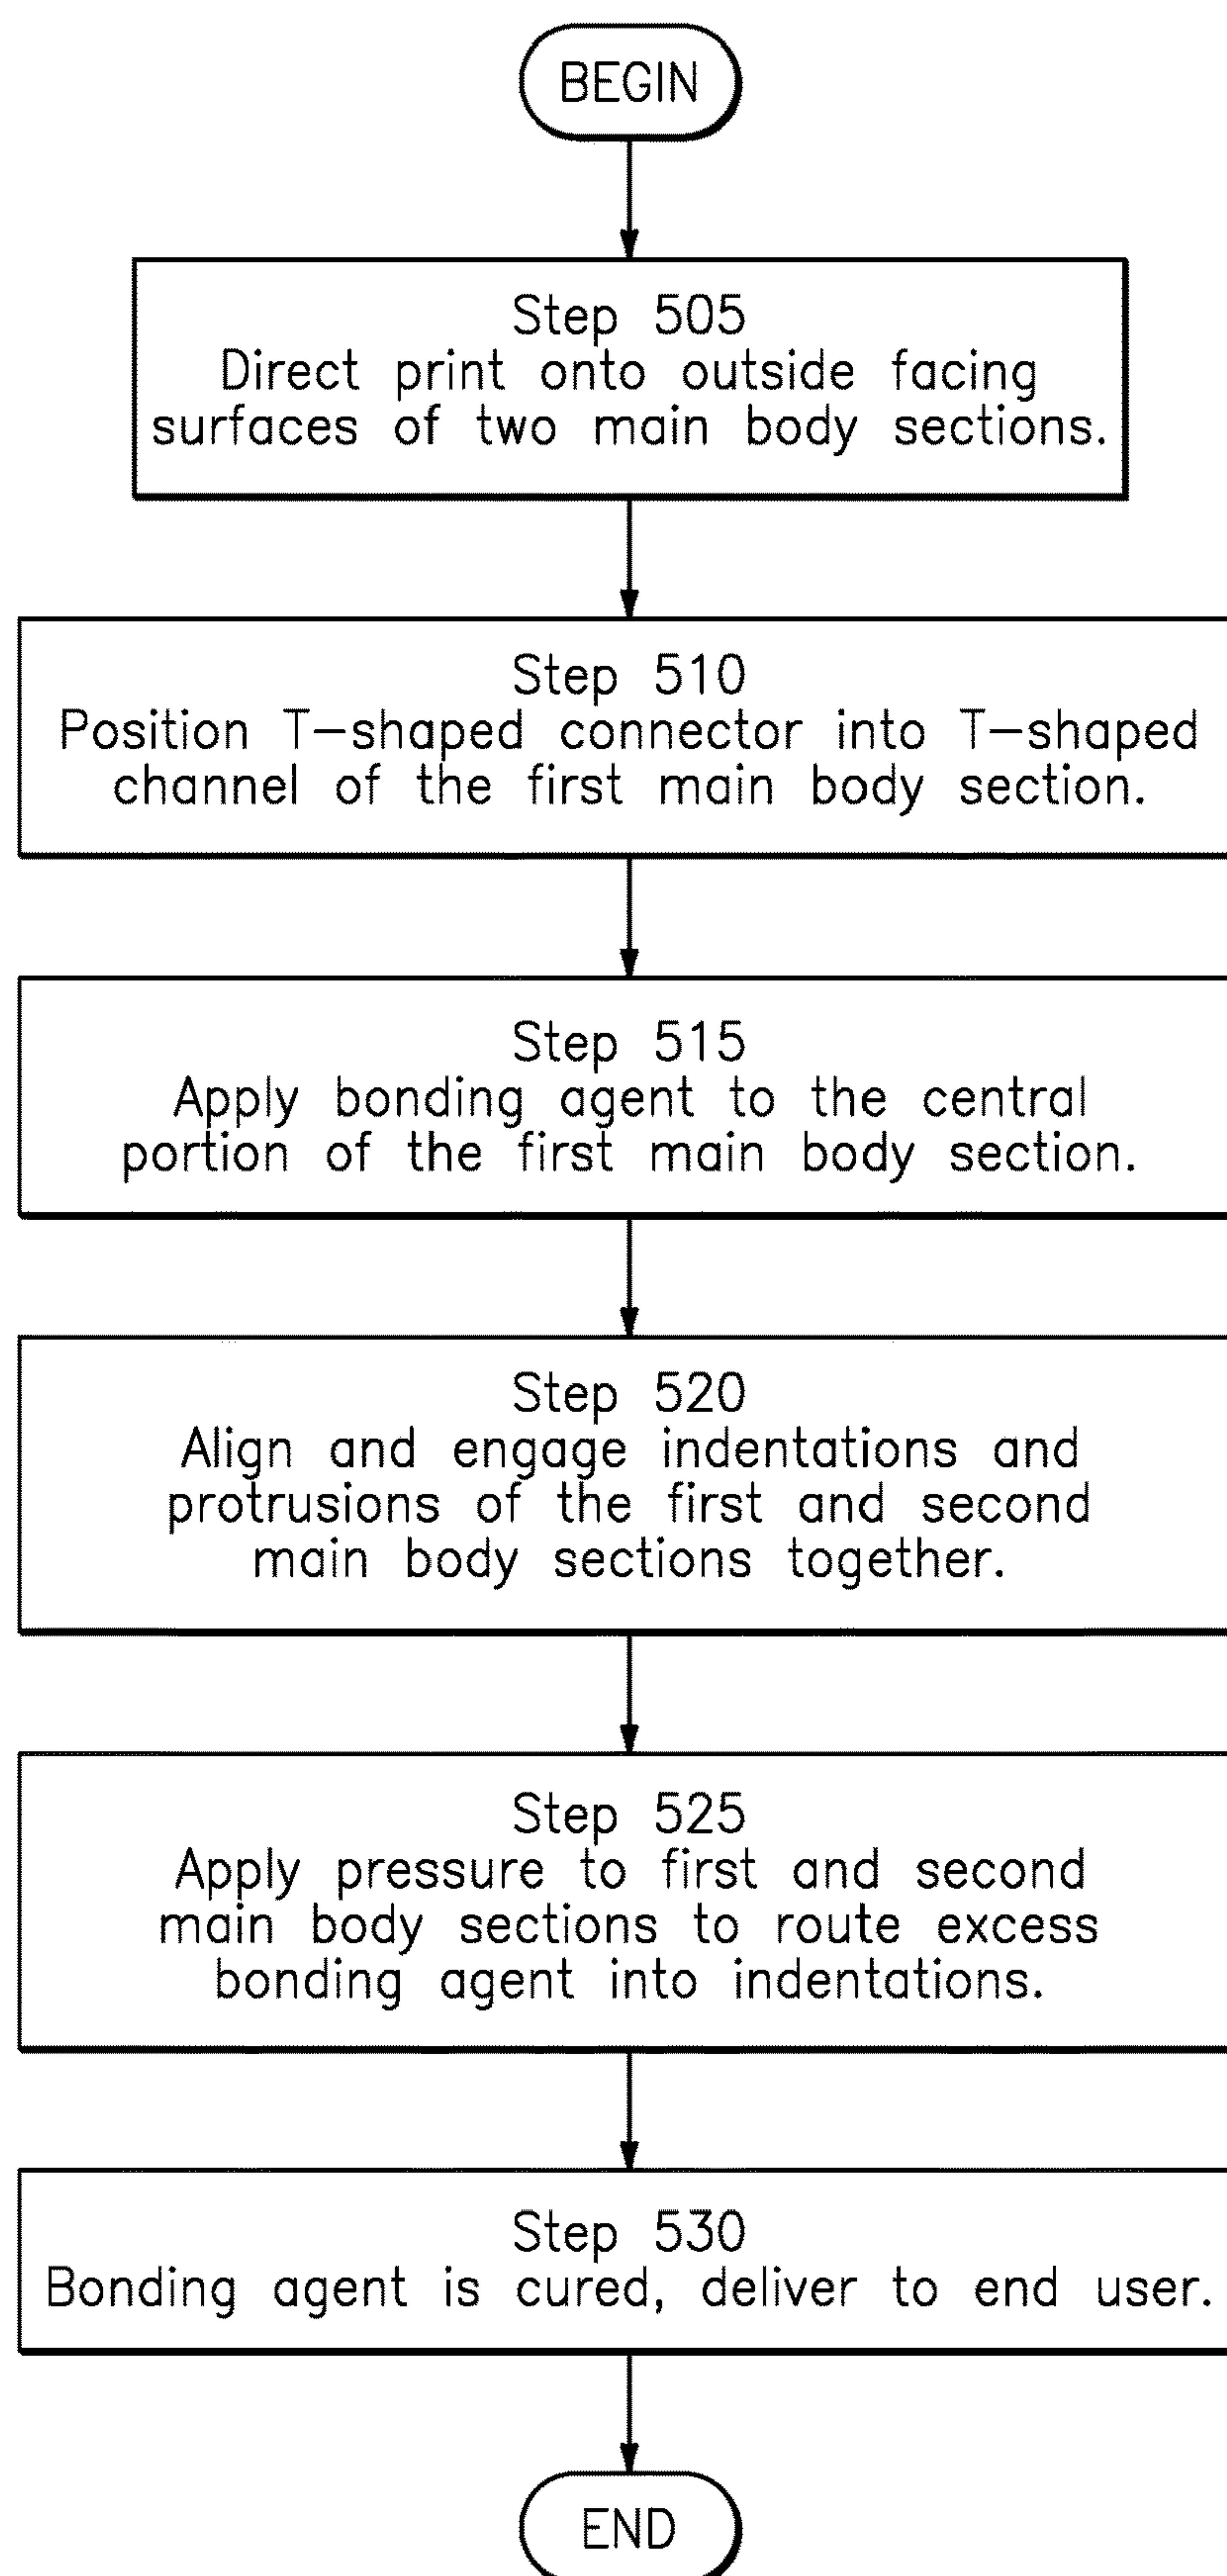 BEGIN
Step 505
Direct print onto outside facing
surfaces of two main body sections.
Step 510
Position T-shaped connector into T-shaped
channel of the first main body section.
Step 515
Apply bonding agent to the central
portion of the first main body section.
Step 520
Align and engage indentations and
protrusions of the first and second
main body sections together.
Step 525
Apply pressure to first and second
main body sections to route excess
bonding agent into indentations.
Step 530
Bonding agent is cured, deliver to end user.
END